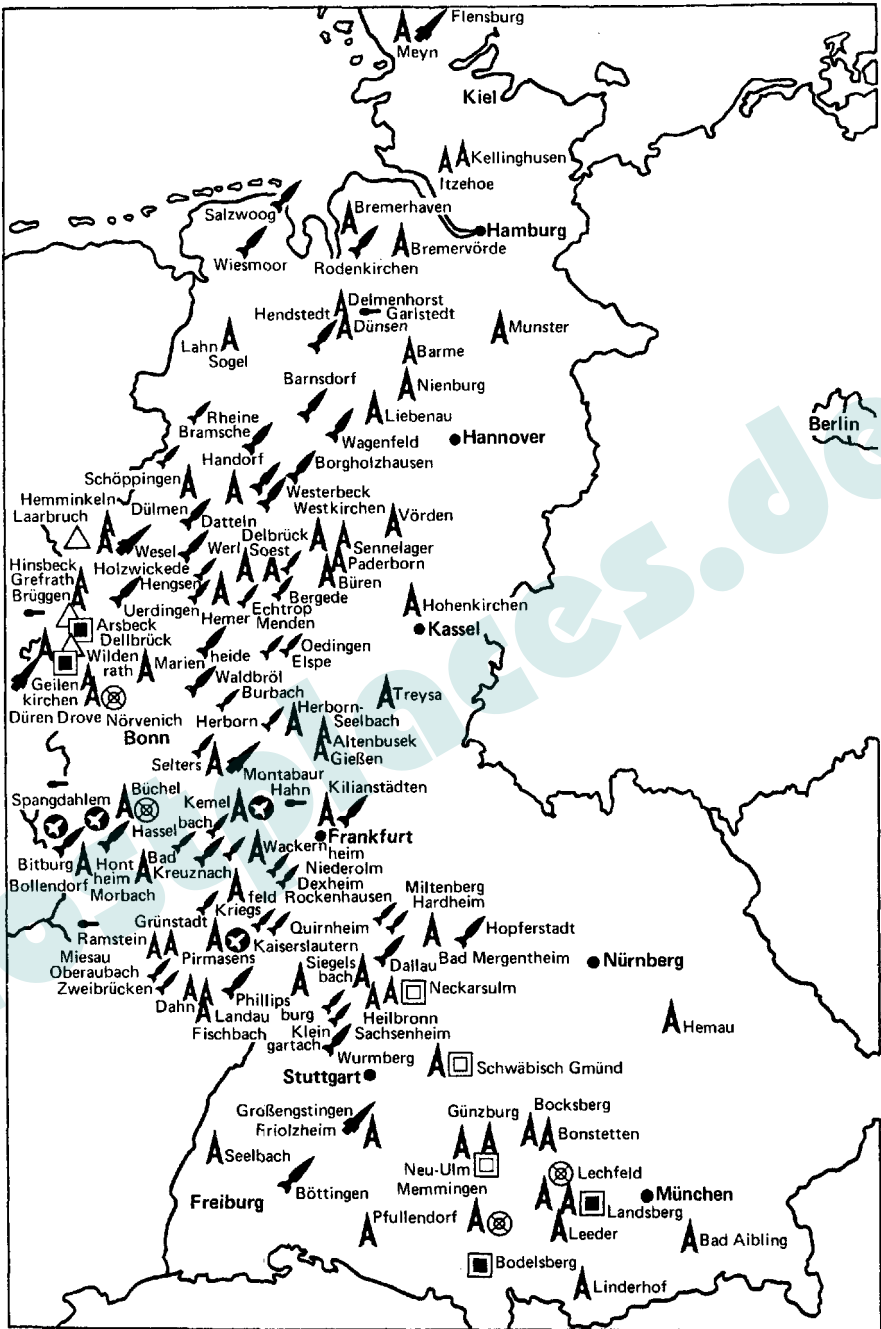 Flensburg
Meyn
Kiel
Kellinghusen
Itzehoe
Salzwoog
Bremerhaven
Hamburg
Wiesmoor
Rodenkirchen
Bremervörde
Delmenhorst
Hendstedt
Garlstedt
Dünsen
Munster
Lahn
Sogel
Barme
Barnsdorf
Nienburg
Rheine
Liebenau
Bramsche
Wagenfeld
Hannover
Berlin
Handorf
Borgholzhausen
Schöppingen
Westerbeck
Hemminkeln
Westkirchen
Laarbruch
Dülmen
Datteln
Vörden
Delbrück
Wesel
Werl
Soest
Sennelager
Hinsbeck
Holzwickede
Paderborn
Grefrath
Hengsen
Büren
Brüggen
Bergede
Uerdingen
Echtrop
Hohenkirchen
Hemer
Menden
Arsbeck
Kassel
Dellbrück
Oedingen
Wilden
Marien
heide
Elspe
rath
Geilen
Waldbröl
kirchen
Burbach
Treysa
Düren Drove
Nörvenich
Herborn
Herborn-
Seelbach
Bonn
Altenbusek
Selters
Gießen
Montabaur
Büchel
Kemel
Hahn
Kilianstädten
Spangdahlem
bach
Hassel
Frankfurt
Bitburg
Hont
Bad
Wackern
heim
heim
Kreuznach
Niederolm
Bollendorf
Morbach
Dexheim
feld
Rockenhausen
Miltenberg
Kriegs
Hardheim
Grünstadt
Quirnheim
Hopferstadt
Ramstein
Kaiserslautern
Miesau
Pirmasens
Siegels
Dallau
Bad Mergentheim
Nürnberg
Oberaubach
bach
Zweibrücken
Phillips
Neckarsulm
Dahn
Landau
burg
Heilbronn
Fischbach
Klein
Sachsenheim
Hemau
gartach
Wurmberg
Schwäbisch Gmünd
Stuttgart
Großengstingen
Günzburg
Bocksberg
Friolzheim
Bonstetten
Seelbach
Neu-Ulm
Lechfeld
Böttingen
Memmingen
München
Freiburg
Landsberg
Pfullendorf
Leeder
Bad Aibling
Bodelsberg
Linderhof